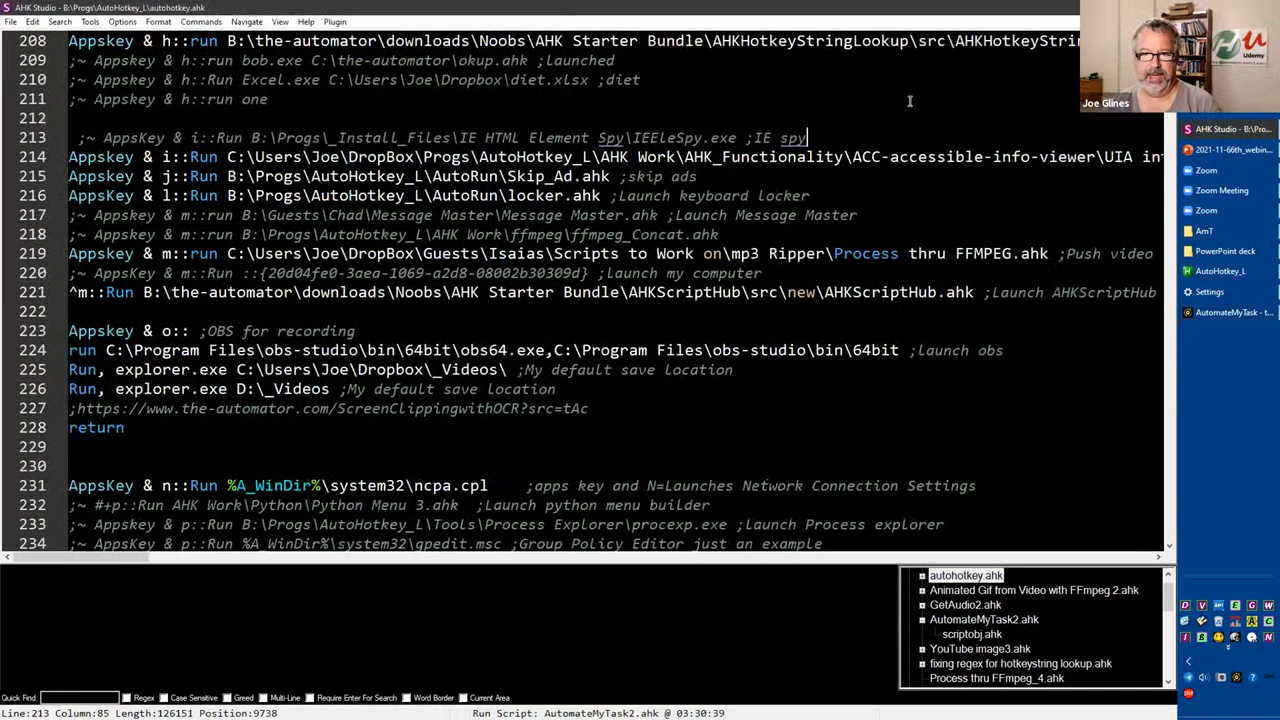 AHK Studio - B:\Progs\AutoHotkey_L\autohotkey.ahk
File Edit Search Tools Options Format Commands Navigate View Help Plugin
208 Appskey & h::run B:\the-automator\downloads\Noobs\AHK Starter Bundle\AHKHotkeyStringLookup\src\AHKHotkeyStrin
209 ;~ Appskey & h::run bob.exe C:\the-automator\okup.ahk ;Launched
210 ;~ Appskey & h::run Excel.exe C:\Users\Joe\Dropbox\diet.xlsx ;diet
211 ;~ Appskey & h::run one
212
213 ;~ AppsKey & i::Run B:\Progs\_Install_Files\IE HTML Element Spy\IEEleSpy.exe ;IE spy
214 Appskey & i::Run C:\Users\Joe\DropBox\Progs\AutoHotkey_L\AHK Work\AHK_Functionality\ACC-accessible-info-viewer\UIA in
215 Appskey & j::Run B:\Progs\AutoHotkey_L\AutoRun\Skip_Ad.ahk ;skip ads
216 Appskey & l::Run B:\Progs\AutoHotkey_L\AutoRun\locker.ahk ;Launch keyboard locker
217 ;~ Appskey & m::run B:\Guests\Chad\Message Master\Message Master.ahk ;Launch Message Master
218 ;~ Appskey & m::run B:\Progs\AutoHotkey_L\AHK Work\ffmpeg\ffmpeg_Concat.ahk
219 Appskey & m::run C:\Users\Joe\Dropbox\Guests\Isaias\Scripts to Work on\mp3 Ripper\Process thru FFMPEG.ahk ;Push video
220 ;~ Appskey & m::Run ::{20d04fe0-3aea-1069-a2d8-08002b30309d} ;Launch my computer
221 ^m::Run B:\the-automator\downloads\Noobs\AHK Starter Bundle\AHKScriptHub\src\new\AHKScriptHub.ahk ;Launch AHKScriptHub
222
223 Appskey & o:: ;OBS for recording
224 run C:\Program Files\obs-studio\bin\64bit\obs64.exe,C:\Program Files\obs-studio\bin\64bit ;launch obs
225 Run, explorer.exe C:\Users\Joe\Dropbox\_Videos\ ;My default save location
226 Run, explorer.exe D:\_Videos ;My default save location
227 ;https://www.the-automator.com/ScreenClippingwithOCR?src=tAc
228 return
229
230
231 AppsKey & n::Run %A_WinDir%\system32\ncpa.cpl ;apps key and N=Launches Network Connection Settings
232 ;~ #+p::Run AHK Work\Python\Python Menu 3.ahk ;Launch python menu builder
233 ;~ AppsKey & p::Run B:\Progs\AutoHotkey_L\Tools\Process Explorer\procexp.exe ;launch Process explorer
234 ;~ AppsKey & p::Run %A_WinDir%\system32\gpedit.msc ;Group Policy Editor just an example
Udemy
Joe Glines
AHK Studio - B:\Pro...
2021-11-66th_webin...
Zoom
Zoom Meeting
Zoom
AmT
PowerPoint deck
AutoHotkey_L
Settings
AutomateMyTask - t...
autohotkey.ahk
Animated Gif from Video with FFmpeg 2.ahk
GetAudio2.ahk
AutomateMyTask2.ahk
scriptobj.ahk
YouTube image3.ahk
fixing regex for hotkeystring lookup.ahk
Process thru FFmpeg_4.ahk
Quick Find: Regex Case Sensitive Greed Multi-Line Require Enter For Search Word Border Current Area
Line:213 Column:85 Length:126151 Position:9738 Run Script: AutomateMyTask2.ahk @ 03:30:39